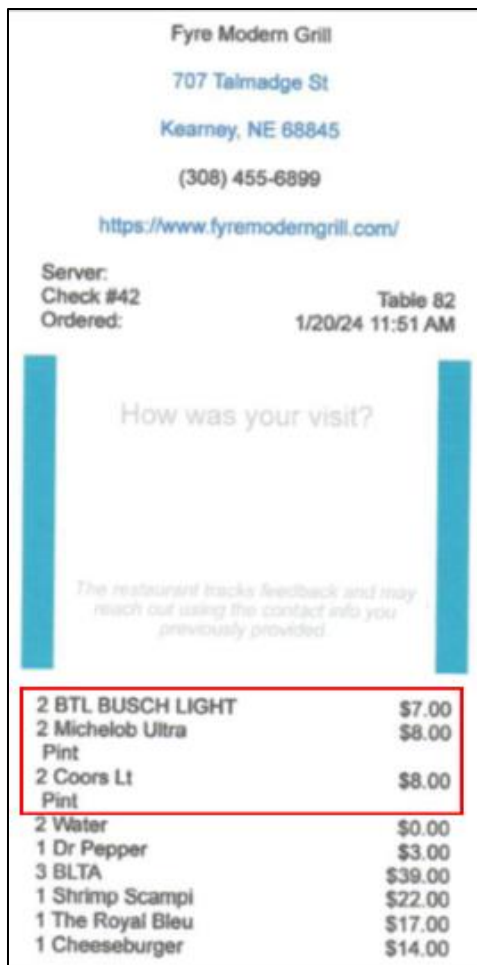 Fyre Modern Grill
707 Talmadge St
Kearney, NE 68845
(308) 455-6899
https://www.fyremoderngrill.com/
Server:
Check #42 Table 82
Ordered: 1/20/24 11:51 AM
How was your visit?
The restaurant tracks feedback and may
reach out using the contact info you
previously provided.
2 BTL BUSCH LIGHT $7.00
2 Michelob Ultra $8.00
Pint
2 Coors Lt $8.00
Pint
2 Water $0.00
1 Dr Pepper $3.00
3 BLTA $39.00
1 Shrimp Scampi $22.00
1 The Royal Bleu $17.00
1 Cheeseburger $14.00